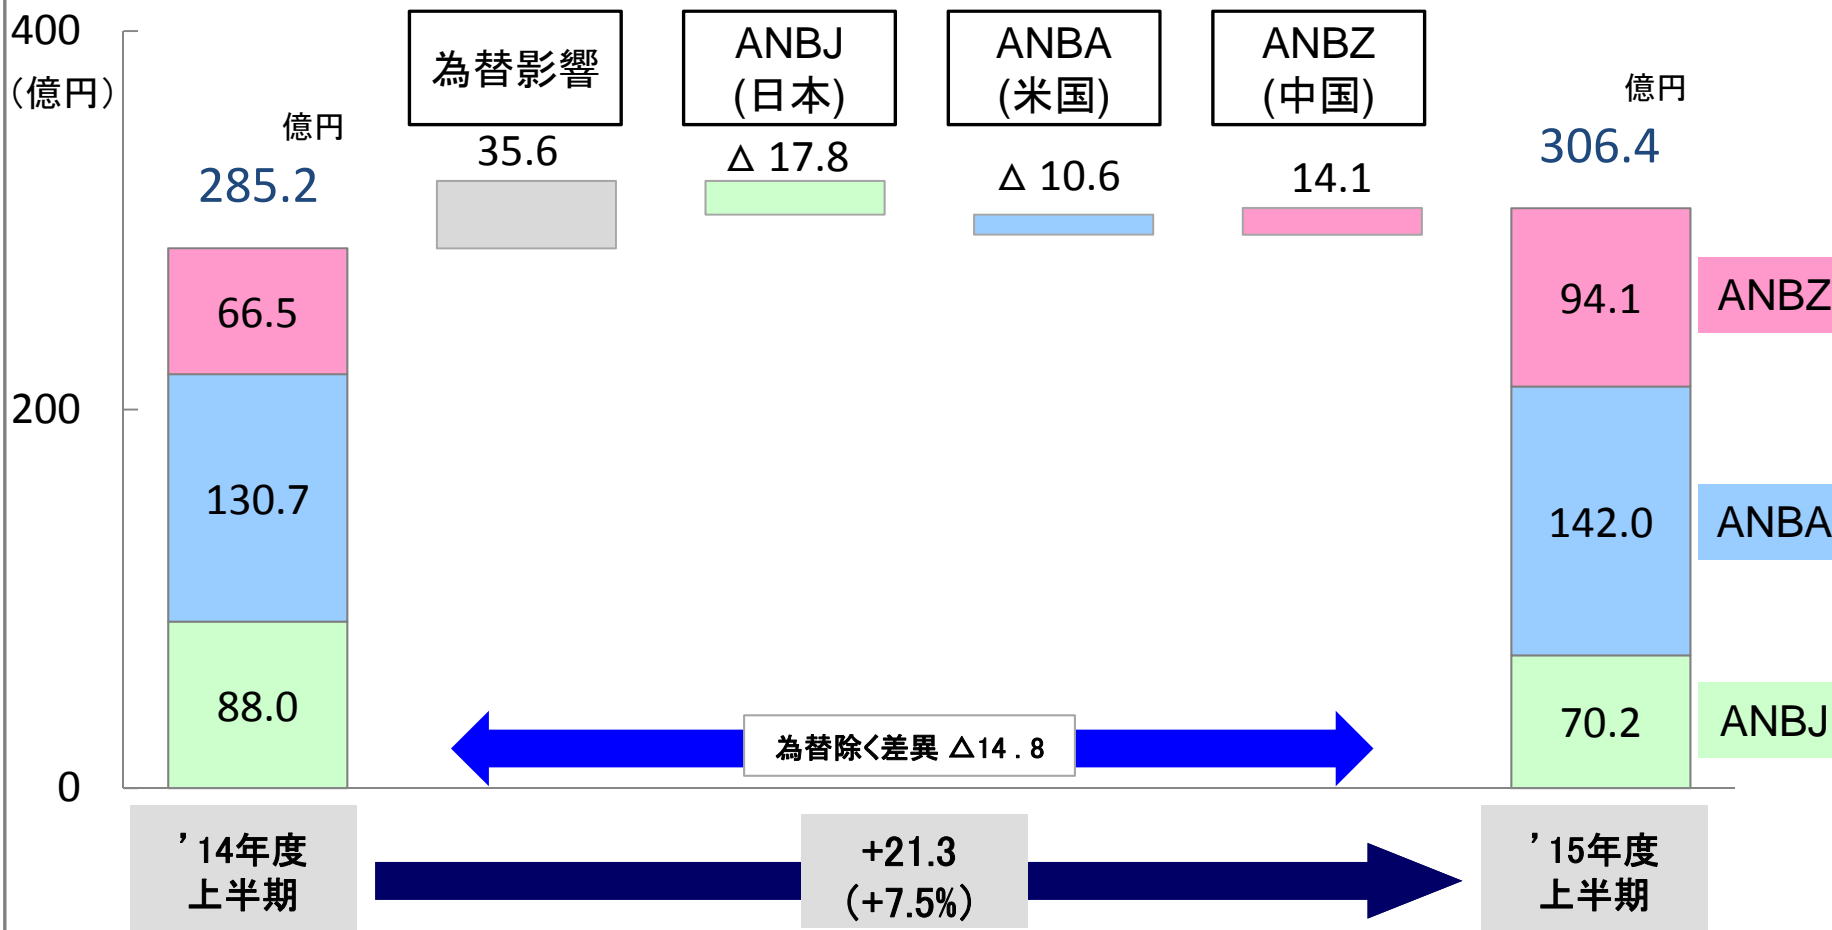 400
（億円）
200
0
億円
285.2
66.5
130.7
88.0
為替影響
35.6
ANBJ
(日本)
△ 17.8
ANBA
(米国)
△ 10.6
ANBZ
(中国)
14.1
億円
306.4
94.1
142.0
70.2
ANBZ
ANBA
ANBJ
為替除く差異 △14．8
’14年度
上半期
+21.3
(+7.5%)
’15年度
上半期